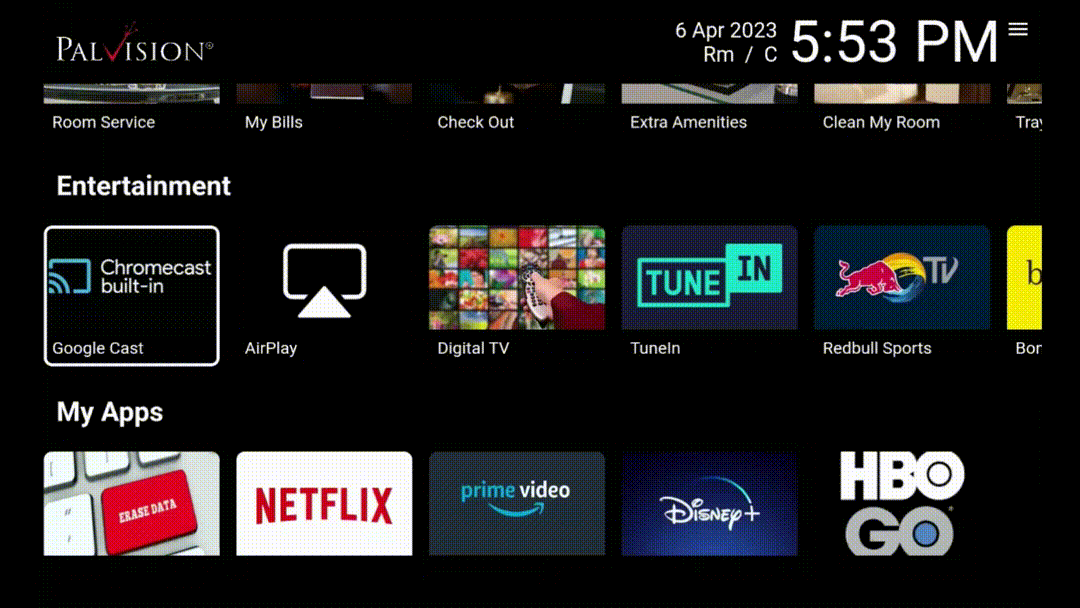 PALVISION®
6 Apr 2023
Rm / C
5:53 PM
Room Service
My Bills
Check Out
Extra Amenities
Clean My Room
Tray
Entertainment
Chromecast
built-in
TUNE IN
TV
b
Google Cast
AirPlay
Digital TV
TuneIn
Redbull Sports
Bon
My Apps
ERASE DATA
NETFLIX
prime video
Disney+
HBO
GO